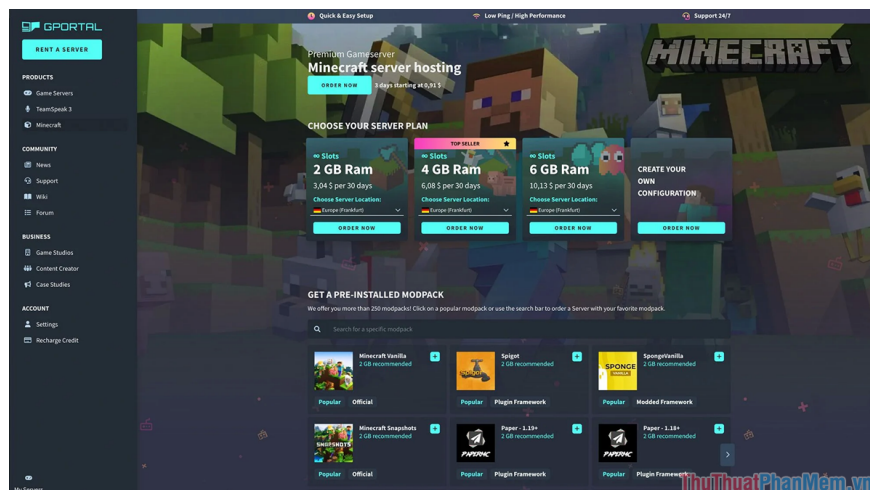 GPORTAL
RENT A SERVER
PRODUCTS
Game Servers
TeamSpeak 3
Minecraft
COMMUNITY
News
Support
Wiki
Forum
BUSINESS
Game Studios
Content Creator
Case Studies
ACCOUNT
Settings
Recharge Credit
My Servers
Quick & Easy Setup
Low Ping / High Performance
Support 24/7
MINECRAFT
Premium Gameserver
Minecraft server hosting
ORDER NOW
3 days starting at 0,91 $
CHOOSE YOUR SERVER PLAN
∞ Slots
2 GB Ram
3,04 $ per 30 days
Choose Server Location:
Europe (Frankfurt)
ORDER NOW
TOP SELLER
∞ Slots
4 GB Ram
6,08 $ per 30 days
Choose Server Location:
Europe (Frankfurt)
ORDER NOW
∞ Slots
6 GB Ram
10,13 $ per 30 days
Choose Server Location:
Europe (Frankfurt)
ORDER NOW
CREATE YOUR
OWN
CONFIGURATION
ORDER NOW
GET A PRE-INSTALLED MODPACK
We offer you more than 250 modpacks! Click on a popular modpack or use the search bar to order a Server with your favorite modpack.
Search for a specific modpack
Minecraft Vanilla
2 GB recommended
Popular Official
Spigot
Spigot
2 GB recommended
Popular Plugin Framework
SPONGE
VANILLA
SpongeVanilla
2 GB recommended
Popular Modded Framework
SNAPSHOTS
Minecraft Snapshots
2 GB recommended
Popular Official
PAPERMC
Paper - 1.19+
2 GB recommended
Popular Plugin Framework
PAPERMC
Paper - 1.18+
2 GB recommended
Popular Plugin Framework
ThuThuatPhanMem.vn